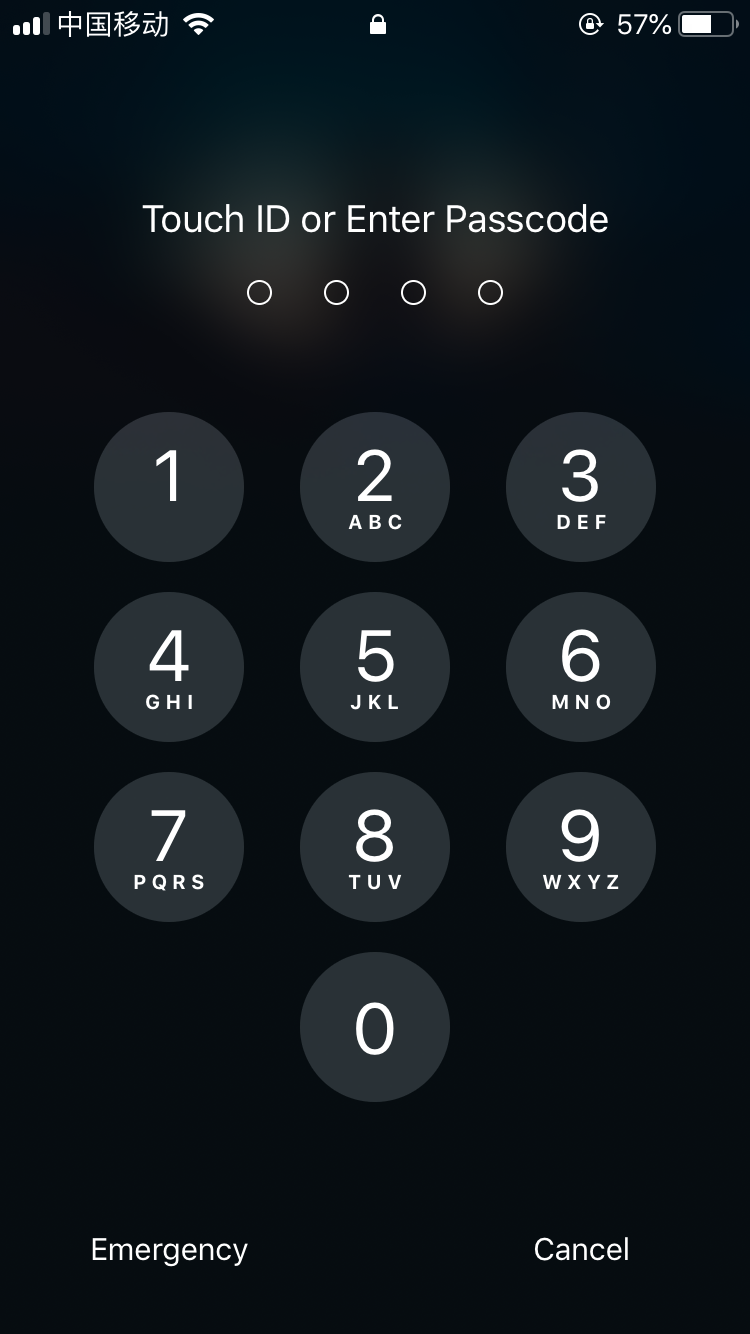 中国移动 57%
Touch ID or Enter Passcode
1 2 3
ABC DEF
4 5 6
GHI JKL MNO
7 8 9
PQRS TUV WXYZ
0
Emergency Cancel